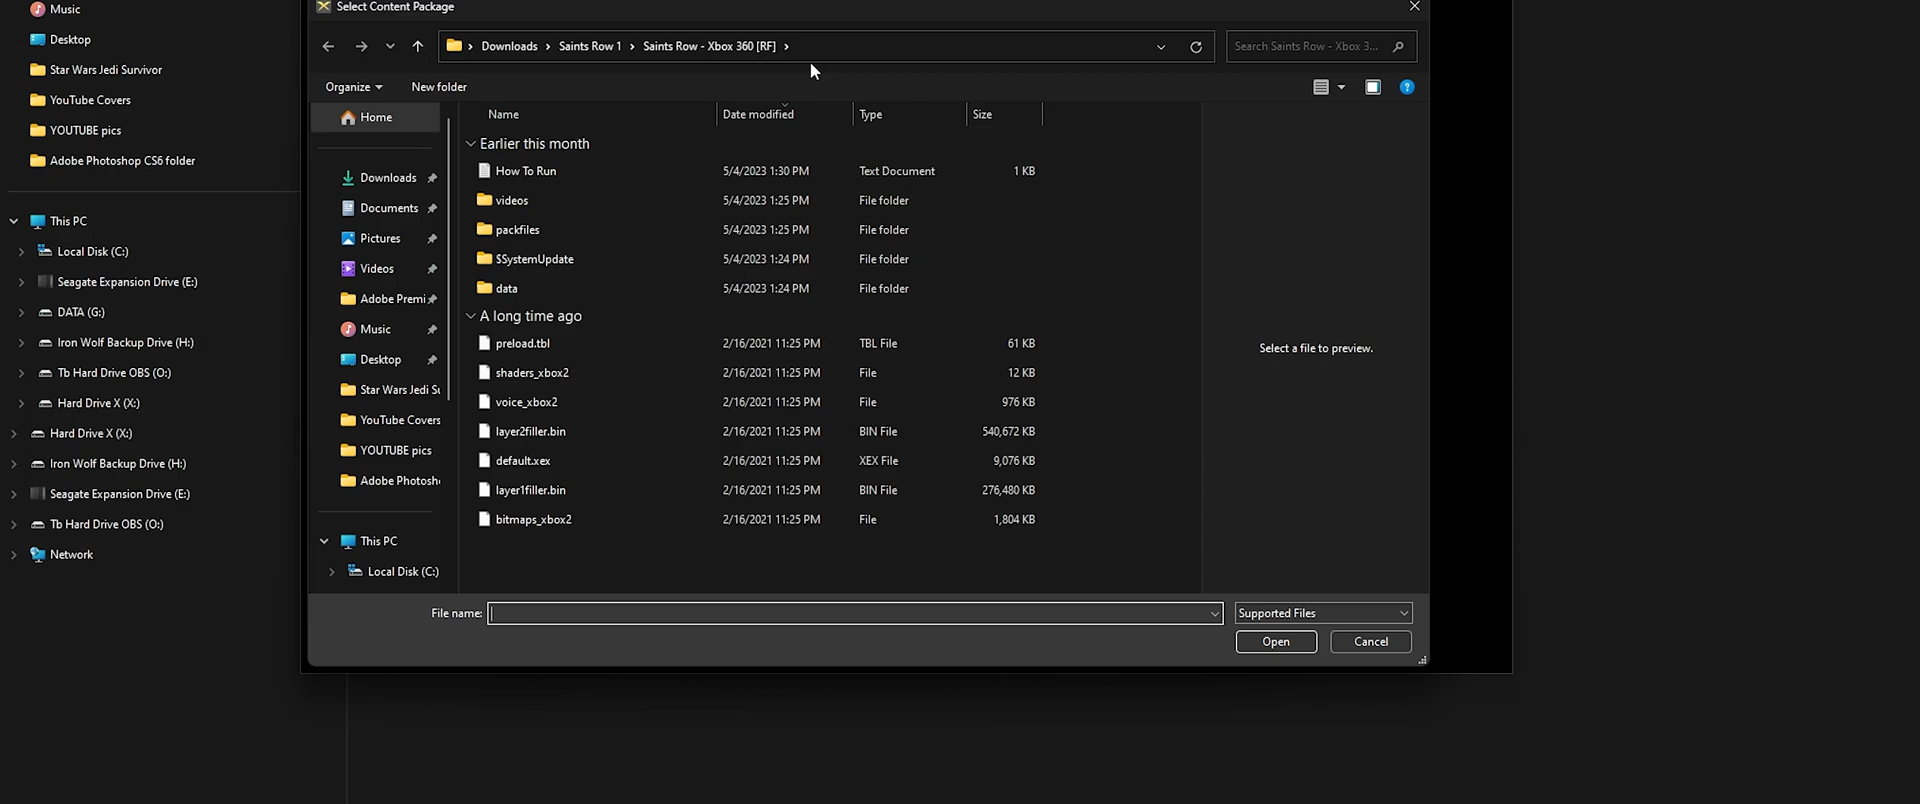 Music
Desktop
Star Wars Jedi Survivor
YouTube Covers
YOUTUBE pics
Adobe Photoshop CS6 folder
This PC
Local Disk (C:)
Seagate Expansion Drive (E:)
DATA (G:)
Iron Wolf Backup Drive (H:)
Tb Hard Drive OBS (O:)
Hard Drive X (X:)
Hard Drive X (X:)
Iron Wolf Backup Drive (H:)
Seagate Expansion Drive (E:)
Tb Hard Drive OBS (O:)
Network
Select Content Package
Downloads > Saints Row 1 > Saints Row - Xbox 360 [RF] >
Search Saints Row - Xbox 3...
Organize New folder
Home
Downloads
Documents
Pictures
Videos
Adobe Premi
Music
Desktop
Star Wars Jedi Su
YouTube Covers
YOUTUBE pics
Adobe Photosh
This PC
Local Disk (C:)
Name Date modified Type Size
Earlier this month
How To Run 5/4/2023 1:30 PM Text Document 1 KB
videos 5/4/2023 1:25 PM File folder
packfiles 5/4/2023 1:25 PM File folder
$SystemUpdate 5/4/2023 1:24 PM File folder
data 5/4/2023 1:24 PM File folder
A long time ago
preload.tbl 2/16/2021 11:25 PM TBL File 61 KB
shaders_xbox2 2/16/2021 11:25 PM File 12 KB
voice_xbox2 2/16/2021 11:25 PM File 976 KB
layer2filler.bin 2/16/2021 11:25 PM BIN File 540,672 KB
default.xex 2/16/2021 11:25 PM XEX File 9,076 KB
layer1filler.bin 2/16/2021 11:25 PM BIN File 276,480 KB
bitmaps_xbox2 2/16/2021 11:25 PM File 1,804 KB
Select a file to preview.
File name:
Supported Files
Open Cancel